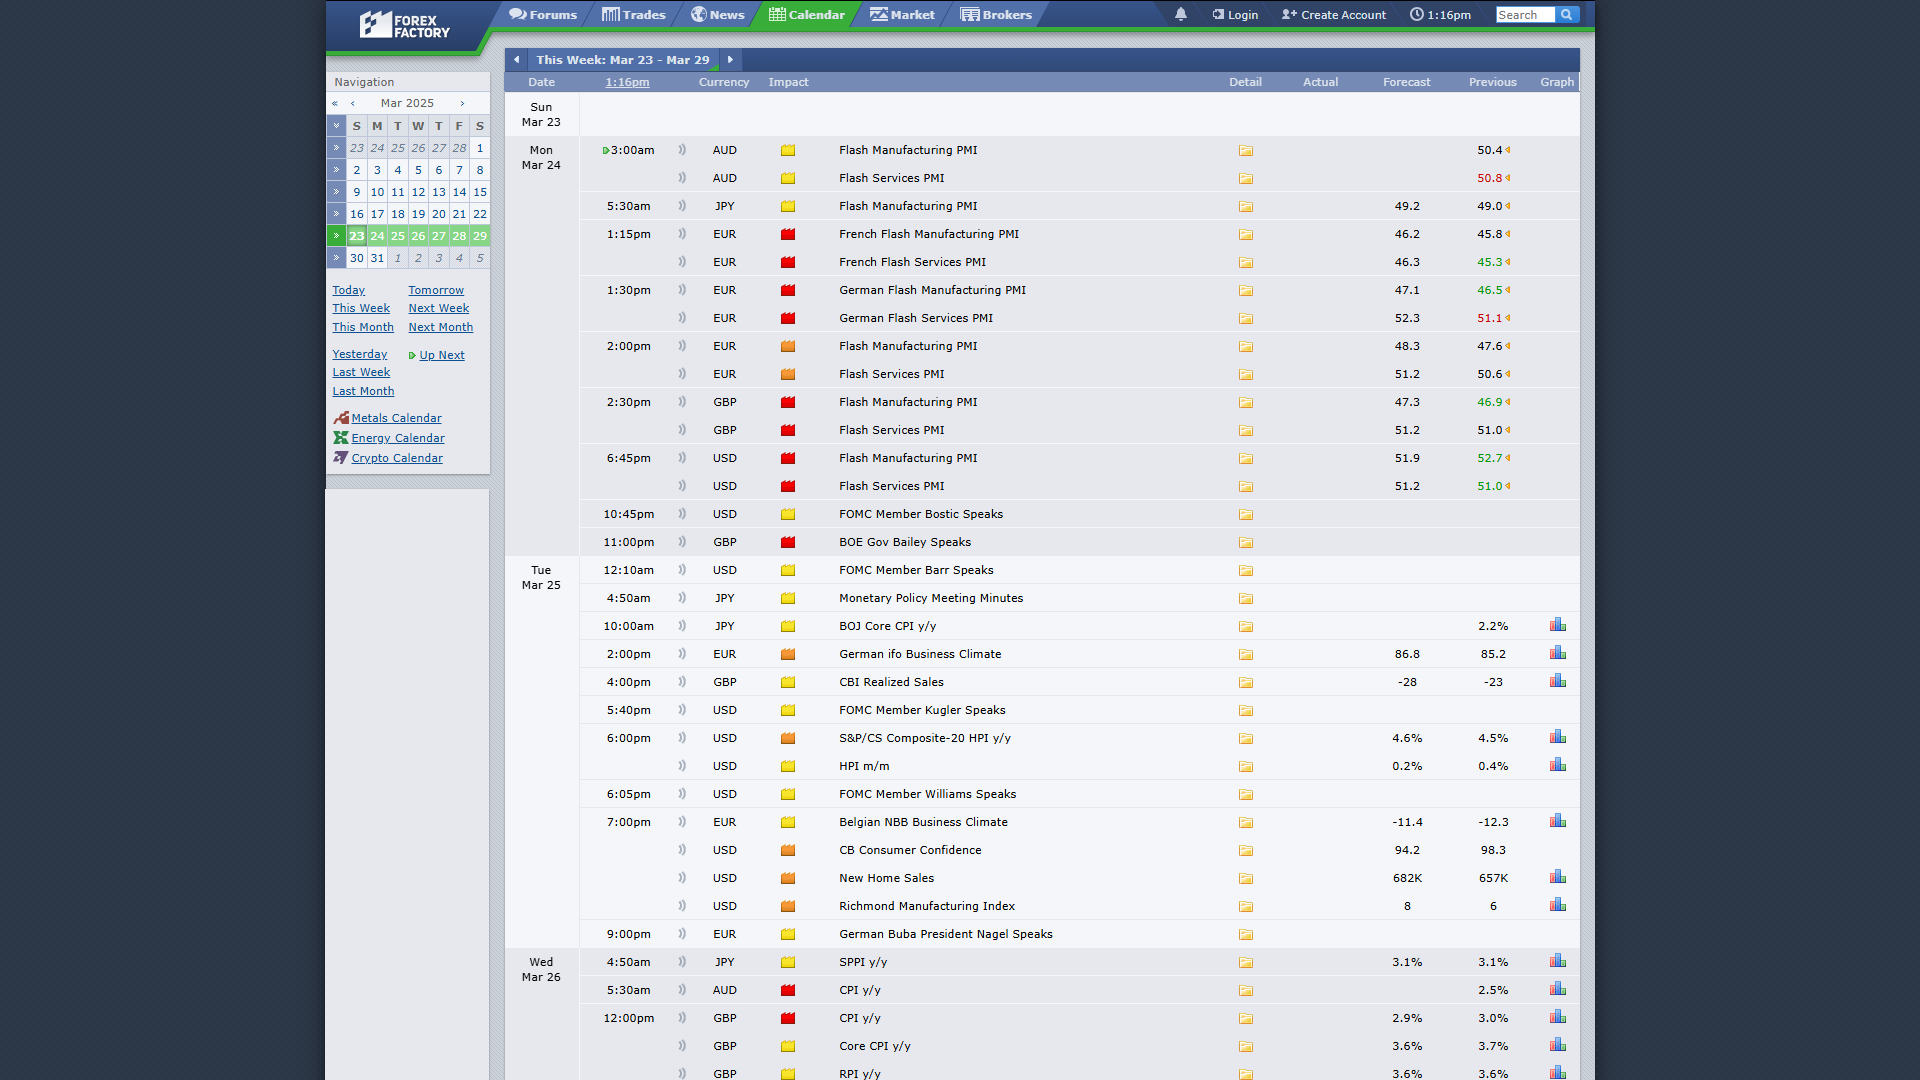 FOREX FACTORY
Forums Trades News Calendar Market Brokers Login Create Account 1:16pm Search
Navigation
« ‹ Mar 2025 ›
S M T W T F S
» 23 24 25 26 27 28 1
» 2 3 4 5 6 7 8
» 9 10 11 12 13 14 15
» 16 17 18 19 20 21 22
» 23 24 25 26 27 28 29
» 30 31 1 2 3 4 5
Today Tomorrow
This Week Next Week
This Month Next Month
Yesterday Up Next
Last Week
Last Month
Metals Calendar
Energy Calendar
Crypto Calendar
This Week: Mar 23 - Mar 29
Date 1:16pm Currency Impact Detail Actual Forecast Previous Graph
Sun
Mar 23
Mon
Mar 24
3:00am AUD Flash Manufacturing PMI 50.4
AUD Flash Services PMI 50.8
5:30am JPY Flash Manufacturing PMI 49.2 49.0
1:15pm EUR French Flash Manufacturing PMI 46.2 45.8
EUR French Flash Services PMI 46.3 45.3
1:30pm EUR German Flash Manufacturing PMI 47.1 46.5
EUR German Flash Services PMI 52.3 51.1
2:00pm EUR Flash Manufacturing PMI 48.3 47.6
EUR Flash Services PMI 51.2 50.6
2:30pm GBP Flash Manufacturing PMI 47.3 46.9
GBP Flash Services PMI 51.2 51.0
6:45pm USD Flash Manufacturing PMI 51.9 52.7
USD Flash Services PMI 51.2 51.0
10:45pm USD FOMC Member Bostic Speaks
11:00pm GBP BOE Gov Bailey Speaks
Tue
Mar 25
12:10am USD FOMC Member Barr Speaks
4:50am JPY Monetary Policy Meeting Minutes
10:00am JPY BOJ Core CPI y/y 2.2%
2:00pm EUR German ifo Business Climate 86.8 85.2
4:00pm GBP CBI Realized Sales -28 -23
5:40pm USD FOMC Member Kugler Speaks
6:00pm USD S&P/CS Composite-20 HPI y/y 4.6% 4.5%
USD HPI m/m 0.2% 0.4%
6:05pm USD FOMC Member Williams Speaks
7:00pm EUR Belgian NBB Business Climate -11.4 -12.3
USD CB Consumer Confidence 94.2 98.3
USD New Home Sales 682K 657K
USD Richmond Manufacturing Index 8 6
9:00pm EUR German Buba President Nagel Speaks
Wed
Mar 26
4:50am JPY SPPI y/y 3.1% 3.1%
5:30am AUD CPI y/y 2.5%
12:00pm GBP CPI y/y 2.9% 3.0%
GBP Core CPI y/y 3.6% 3.7%
GBP RPI y/y 3.6% 3.6%